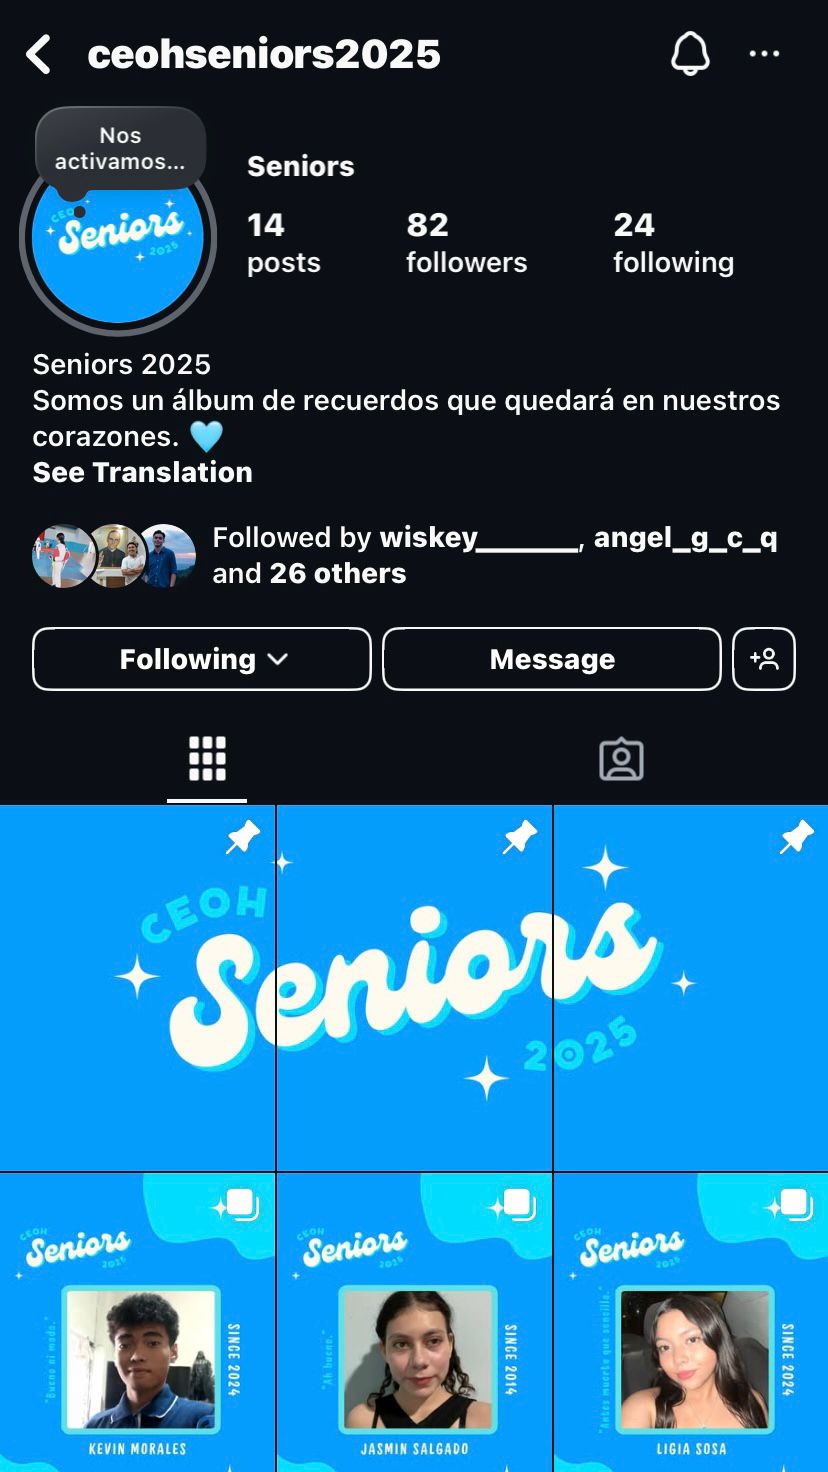 ceohseniors2025
Nos
activamos...
CEOH
Seniors
2025
Seniors
14 posts
82 followers
24 following
Seniors 2025
Somos un álbum de recuerdos que quedará en nuestros
corazones. 🩵
See Translation
Followed by wiskey_______, angel_g_c_q
and 26 others
Following
Message
CEOH
Seniors
2025
CEOH
Seniors
2025
"Bueno ni modo."
SINCE 2024
KEVIN MORALES
CEOH
Seniors
2025
"Ah bueno."
SINCE 2014
JASMIN SALGADO
CEOH
Seniors
2025
"Antes muerta que sencilla."
SINCE 2024
LIGIA SOSA